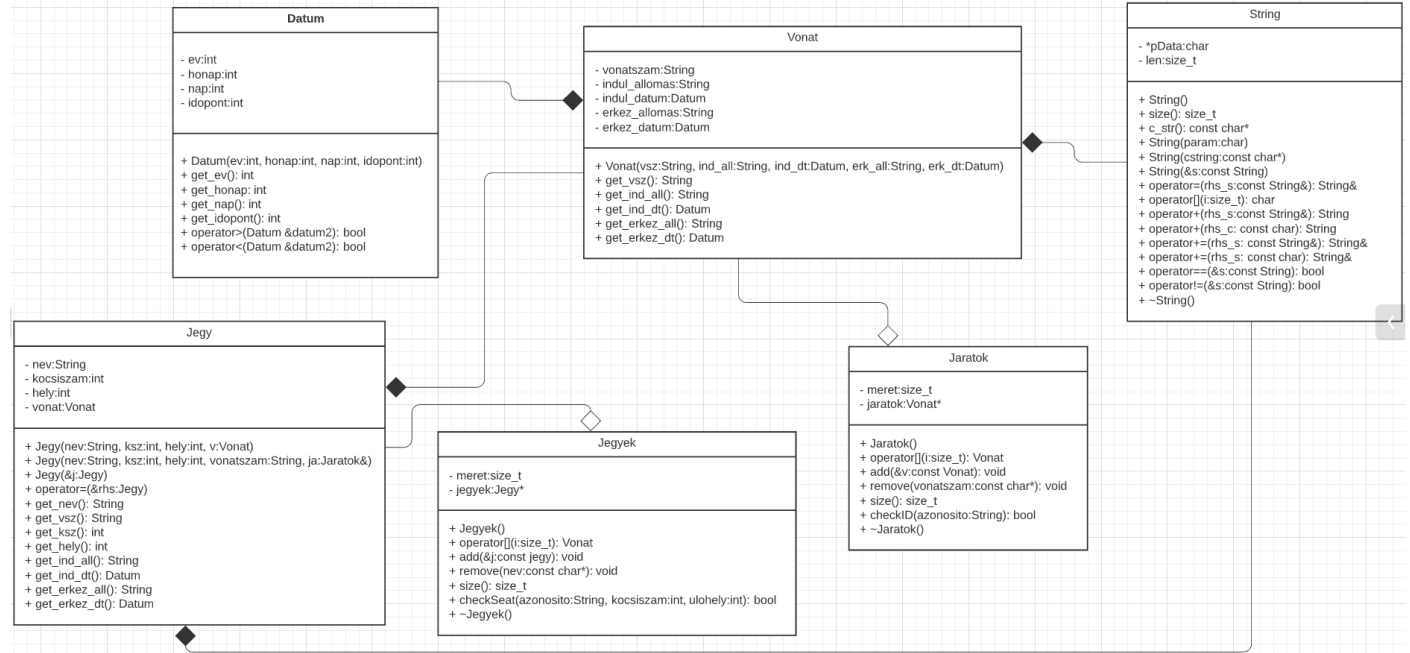 Datum
- ev:int
- honap:int
- nap:int
- idopont:int
+ Datum(ev:int, honap:int, nap:int, idopont:int)
+ get_ev(): int
+ get_honap: int
+ get_nap(): int
+ get_idopont(): int
+ operator>(Datum &datum2): bool
+ operator<(Datum &datum2): bool
Vonat
- vonatszam:String
- indul_allomas:String
- indul_datum:Datum
- erkez_allomas:String
- erkez_datum:Datum
+ Vonat(vsz:String, ind_all:String, ind_dt:Datum, erk_all:String, erk_dt:Datum)
+ get_vsz(): String
+ get_ind_all(): String
+ get_ind_dt(): Datum
+ get_erkez_all(): String
+ get_erkez_dt(): Datum
String
- *pData:char
- len:size_t
+ String()
+ size(): size_t
+ c_str(): const char*
+ String(param:char)
+ String(cstring:const char*)
+ String(&s:const String)
+ operator=(rhs_s:const String&): String&
+ operator[](i:size_t): char
+ operator+(rhs_s:const String&): String
+ operator+(rhs_c: const char): String
+ operator+=(rhs_s: const String&): String&
+ operator+=(rhs_s: const char): String&
+ operator==(&s:const String): bool
+ operator!=(&s:const String): bool
+ ~String()
Jegy
- nev:String
- kocsiszam:int
- hely:int
- vonat:Vonat
+ Jegy(nev:String, ksz:int, hely:int, v:Vonat)
+ Jegy(nev:String, ksz:int, hely:int, vonatszam:String, ja:Jaratok&)
+ Jegy(&j:Jegy)
+ operator=(&rhs:Jegy)
+ get_nev(): String
+ get_vsz(): String
+ get_ksz(): int
+ get_hely(): int
+ get_ind_all(): String
+ get_ind_dt(): Datum
+ get_erkez_all(): String
+ get_erkez_dt(): Datum
Jegyek
- meret:size_t
- jegyek:Jegy*
+ Jegyek()
+ operator[](i:size_t): Vonat
+ add(&j:const jegy): void
+ remove(nev:const char*): void
+ size(): size_t
+ checkSeat(azonosito:String, kocsiszam:int, ulohely:int): bool
+ ~Jegyek()
Jaratok
- meret:size_t
- jaratok:Vonat*
+ Jaratok()
+ operator[](i:size_t): Vonat
+ add(&v:const Vonat): void
+ remove(vonatszam:const char*): void
+ size(): size_t
+ checkID(azonosito:String): bool
+ ~Jaratok()